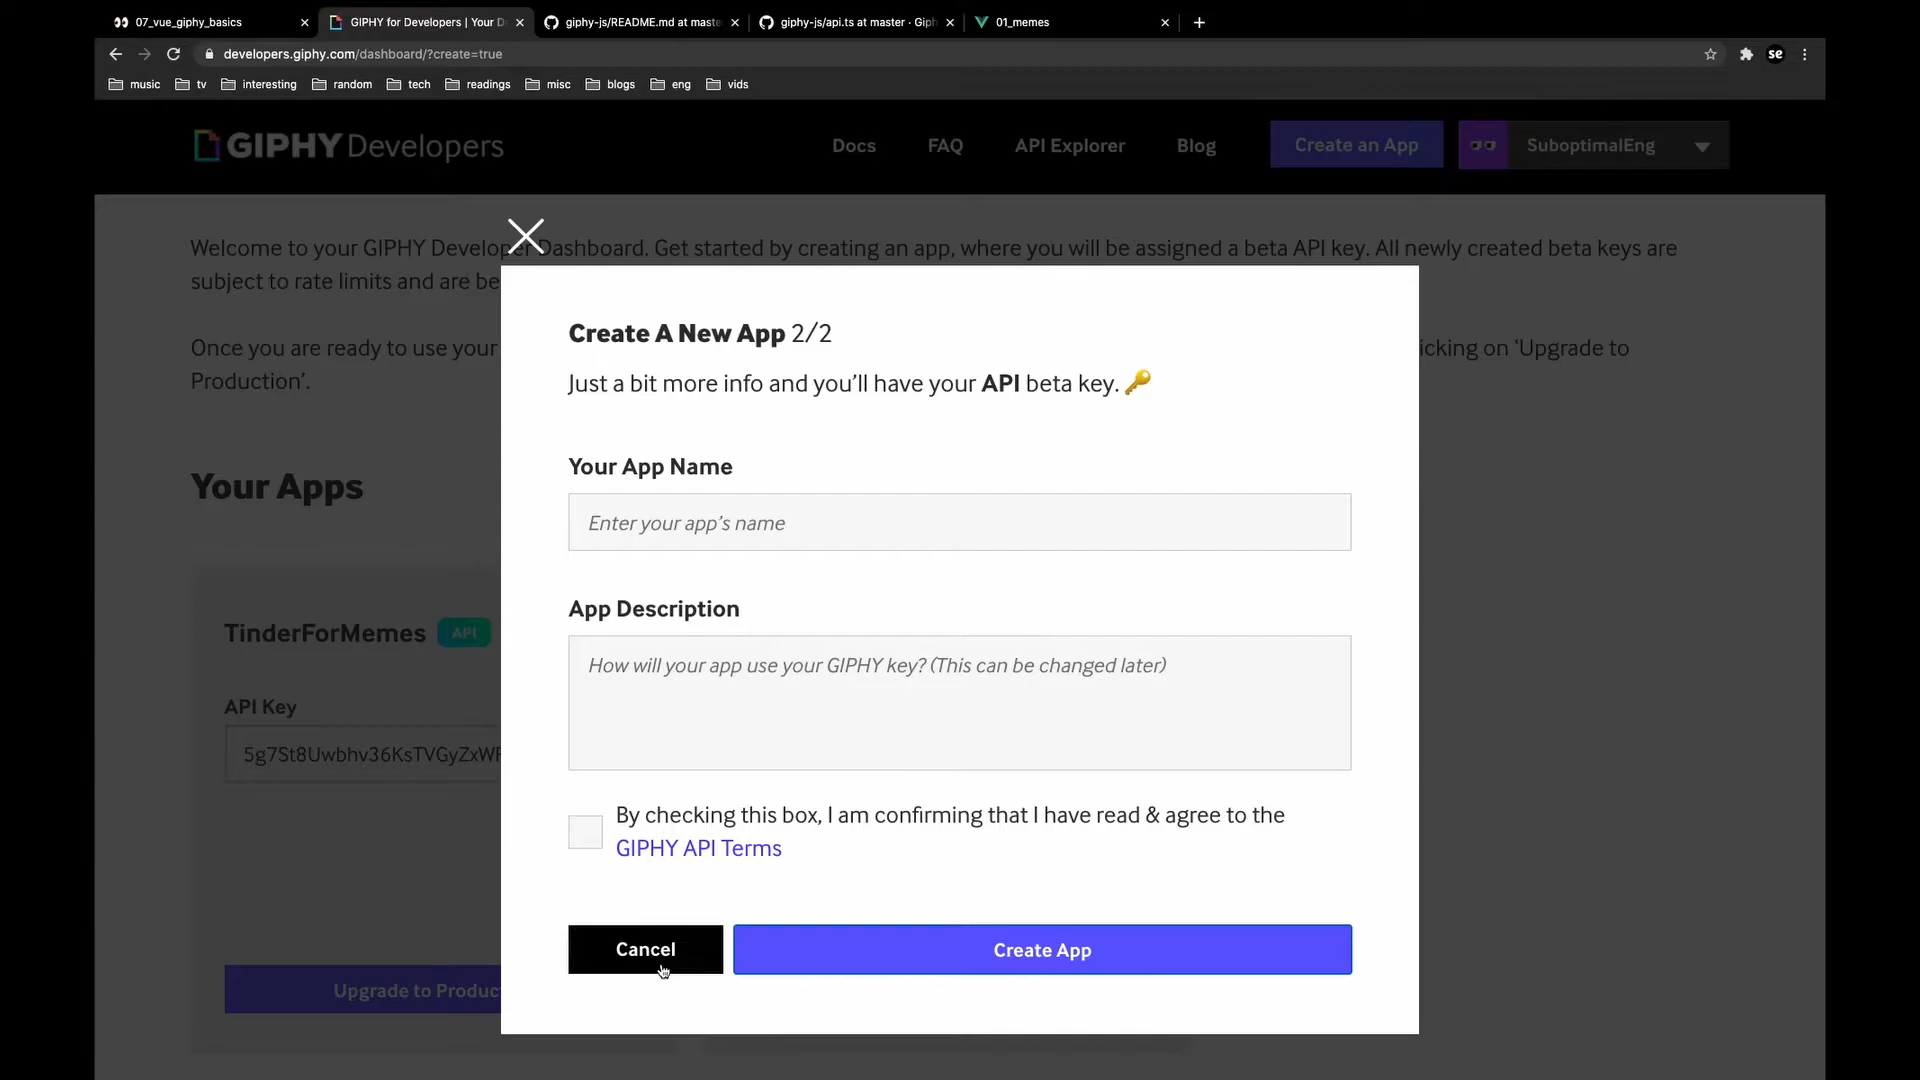 07_vue_giphy_basics
GIPHY for Developers | Your D
giphy-js/README.md at maste
giphy-js/api.ts at master · Giph
01_memes
developers.giphy.com/dashboard/?create=true
se
music
tv
interesting
random
tech
readings
misc
blogs
eng
vids
GIPHY Developers
Docs
FAQ
API Explorer
Blog
Create an App
SuboptimalEng
Welcome to your GIPHY Developer Dashboard. Get started by creating an app, where you will be assigned a beta API key. All newly created beta keys are
subject to rate limits and are be
Once you are ready to use your
icking on ‘Upgrade to
Production’.
Create A New App 2/2
Just a bit more info and you’ll have your API beta key. 🔑
Your App Name
Enter your app’s name
Your Apps
App Description
How will your app use your GIPHY key? (This can be changed later)
TinderForMemes API
API Key
5g7St8Uwbhv36KsTVGyZxW
By checking this box, I am confirming that I have read & agree to the
GIPHY API Terms
Cancel
Create App
Upgrade to Produc